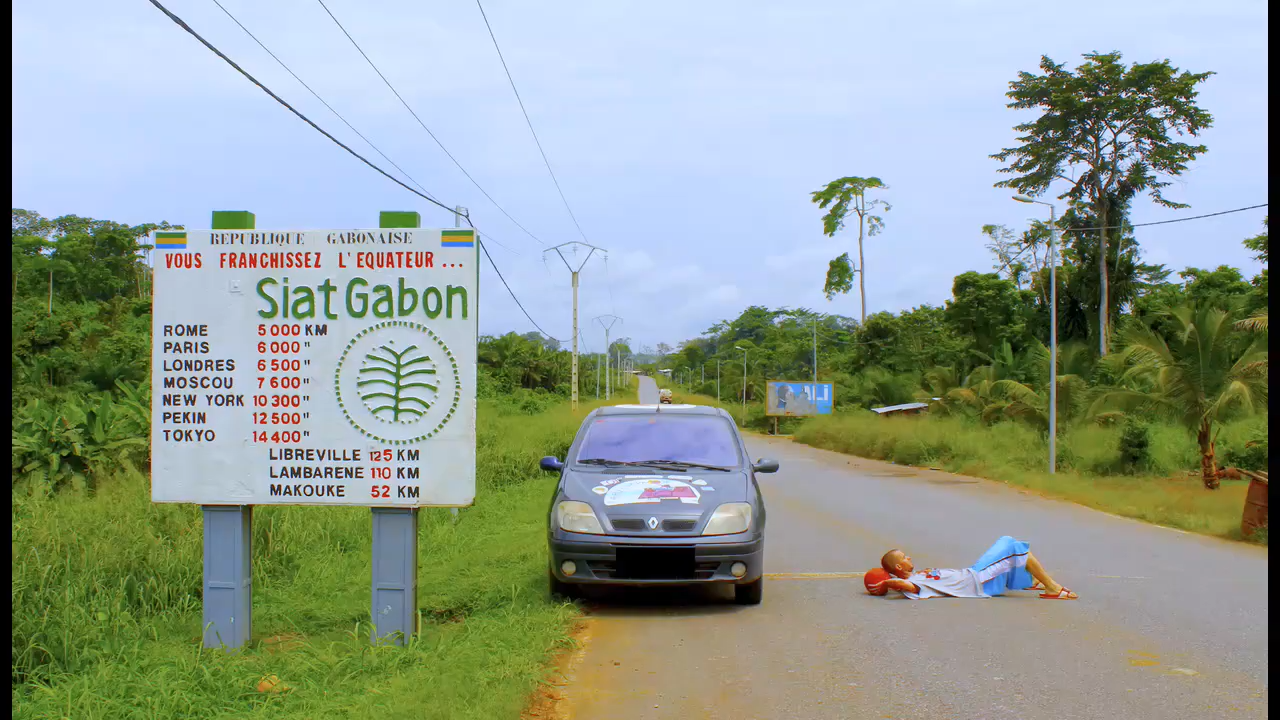 REPUBLIQUE GABONAISE
VOUS FRANCHISSEZ L'EQUATEUR ...
Siat Gabon
ROME 5 000 KM
PARIS 6 000 "
LONDRES 6 500 "
MOSCOU 7 600 "
NEW YORK 10 300 "
PEKIN 12 500 "
TOKYO 14 400 "
LIBREVILLE 125 KM
LAMBARENE 110 KM
MAKOUKE 52 KM